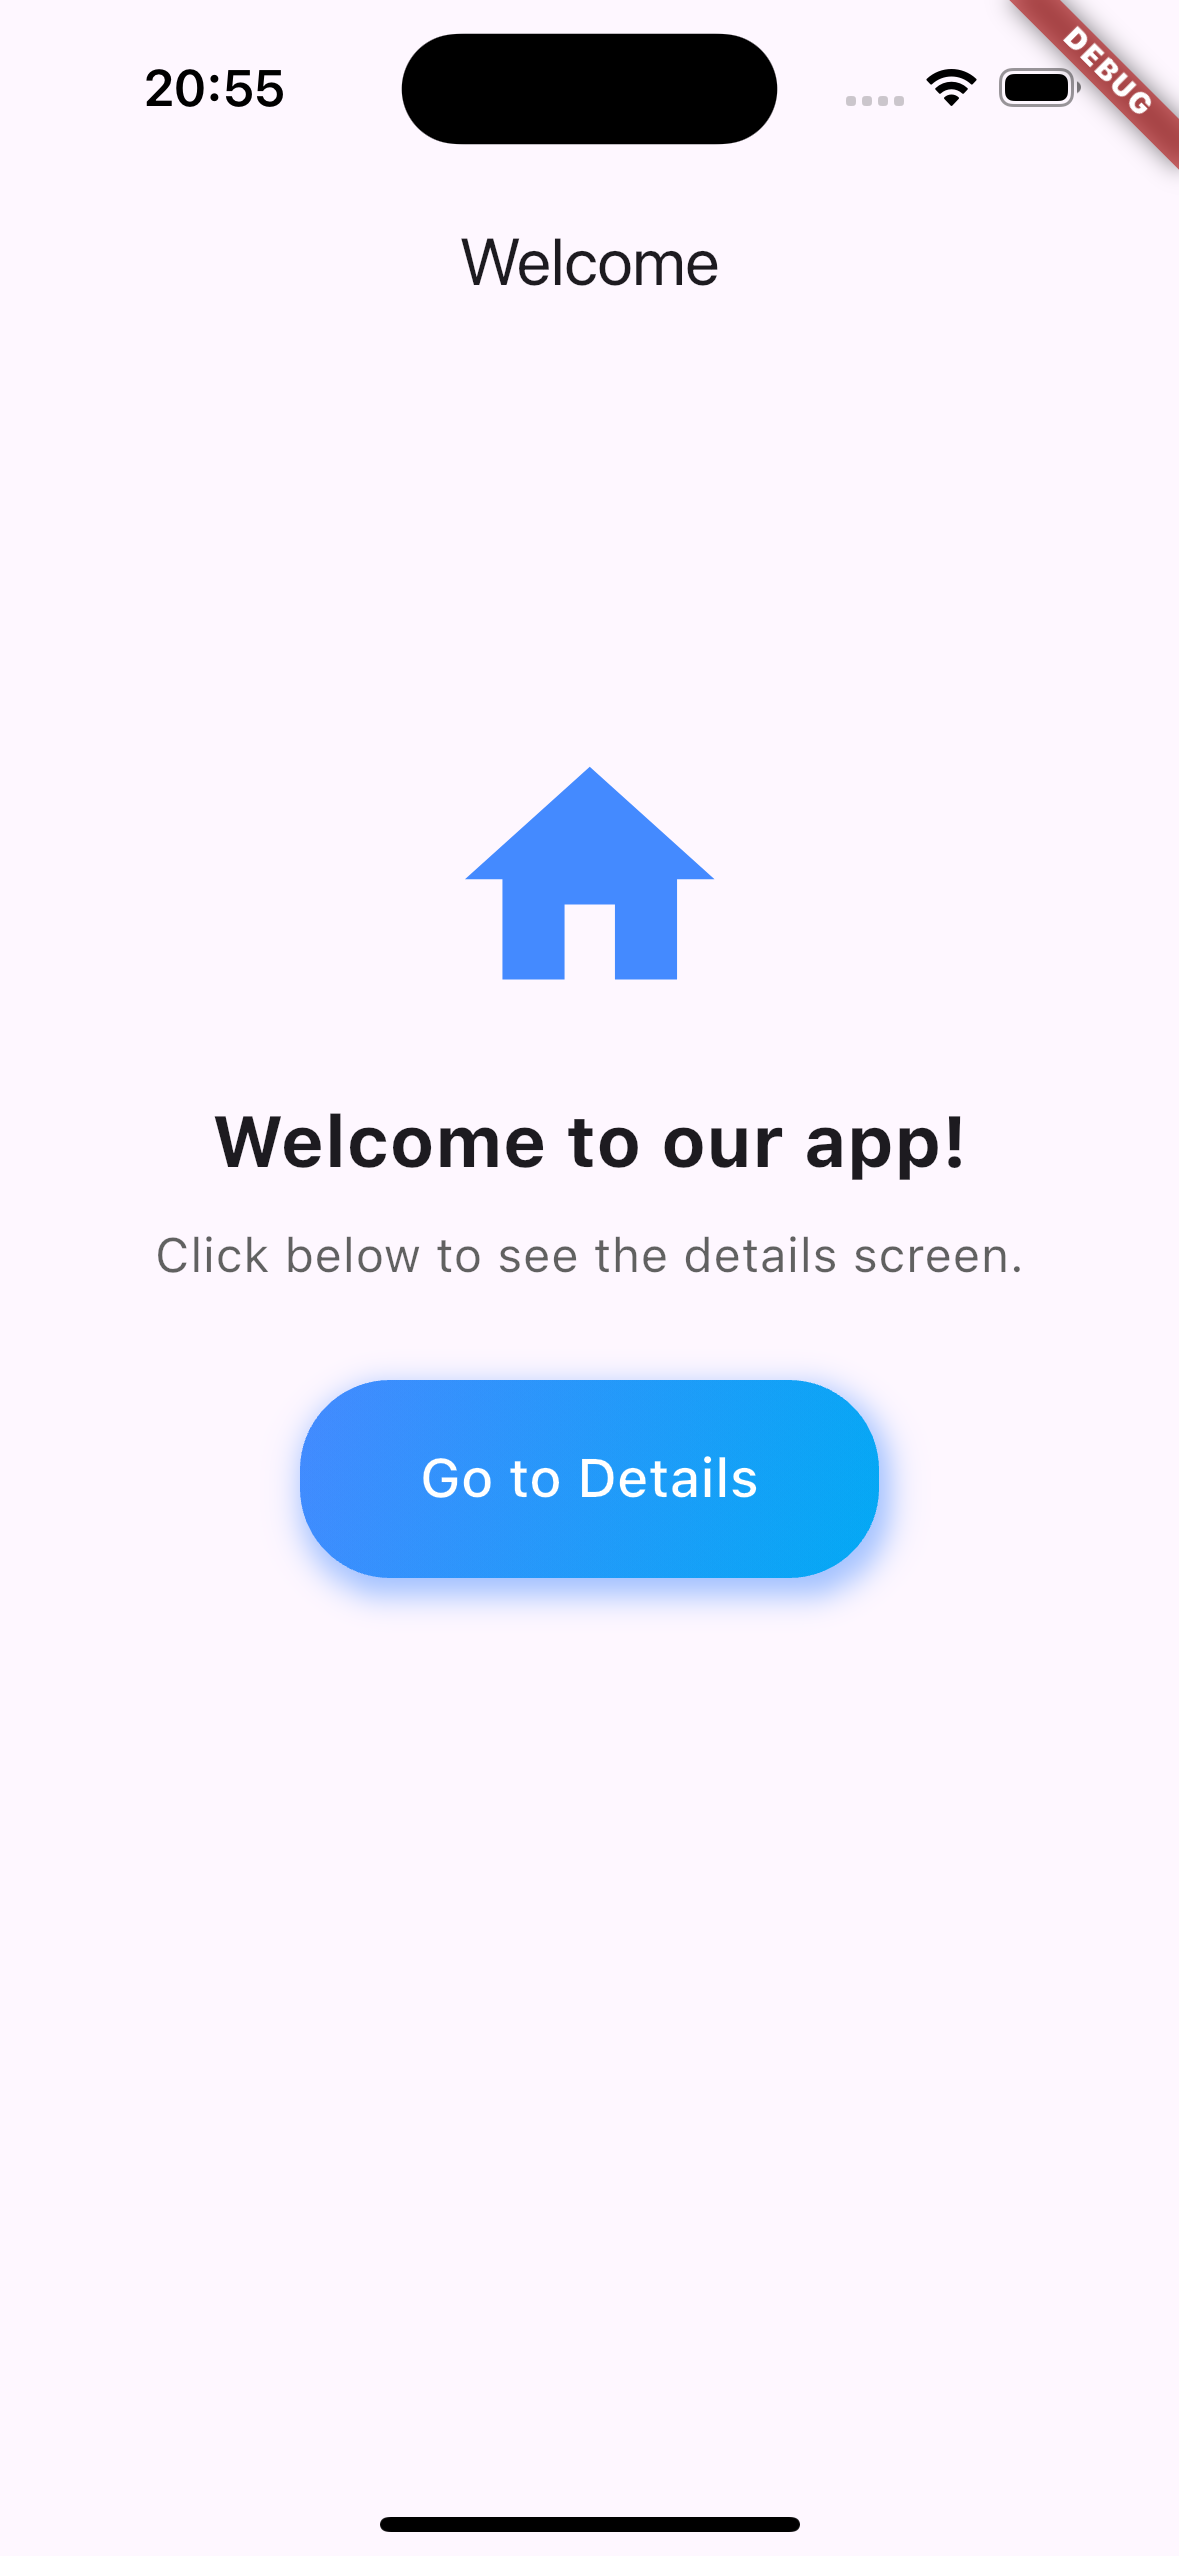 20:55
DEBUG
Welcome
Welcome to our app!
Click below to see the details screen.
Go to Details